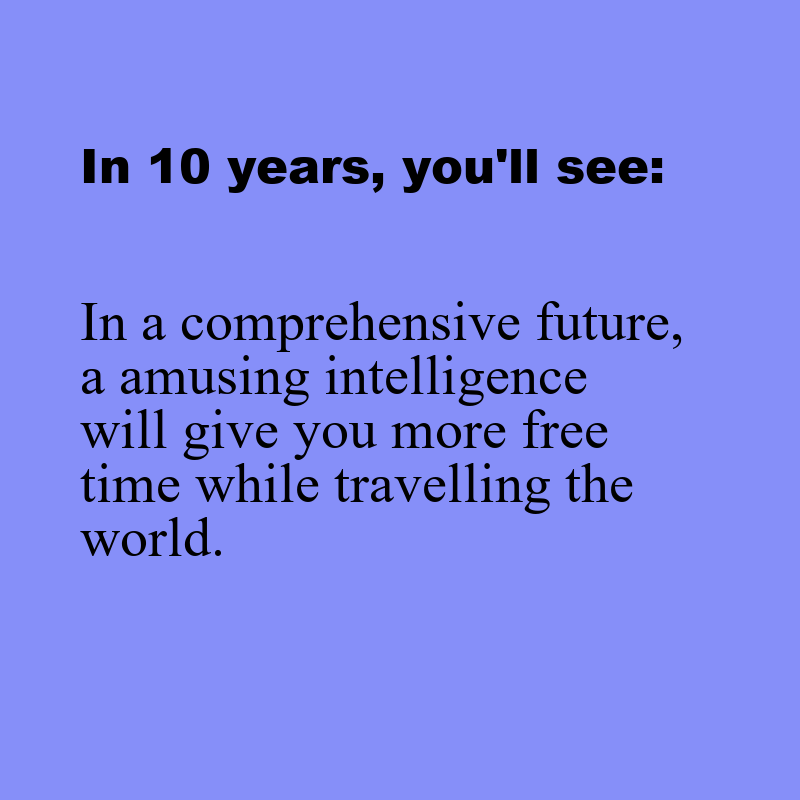 In 10 years, you'll see:
In a comprehensive future,
a amusing intelligence
will give you more free
time while travelling the
world.